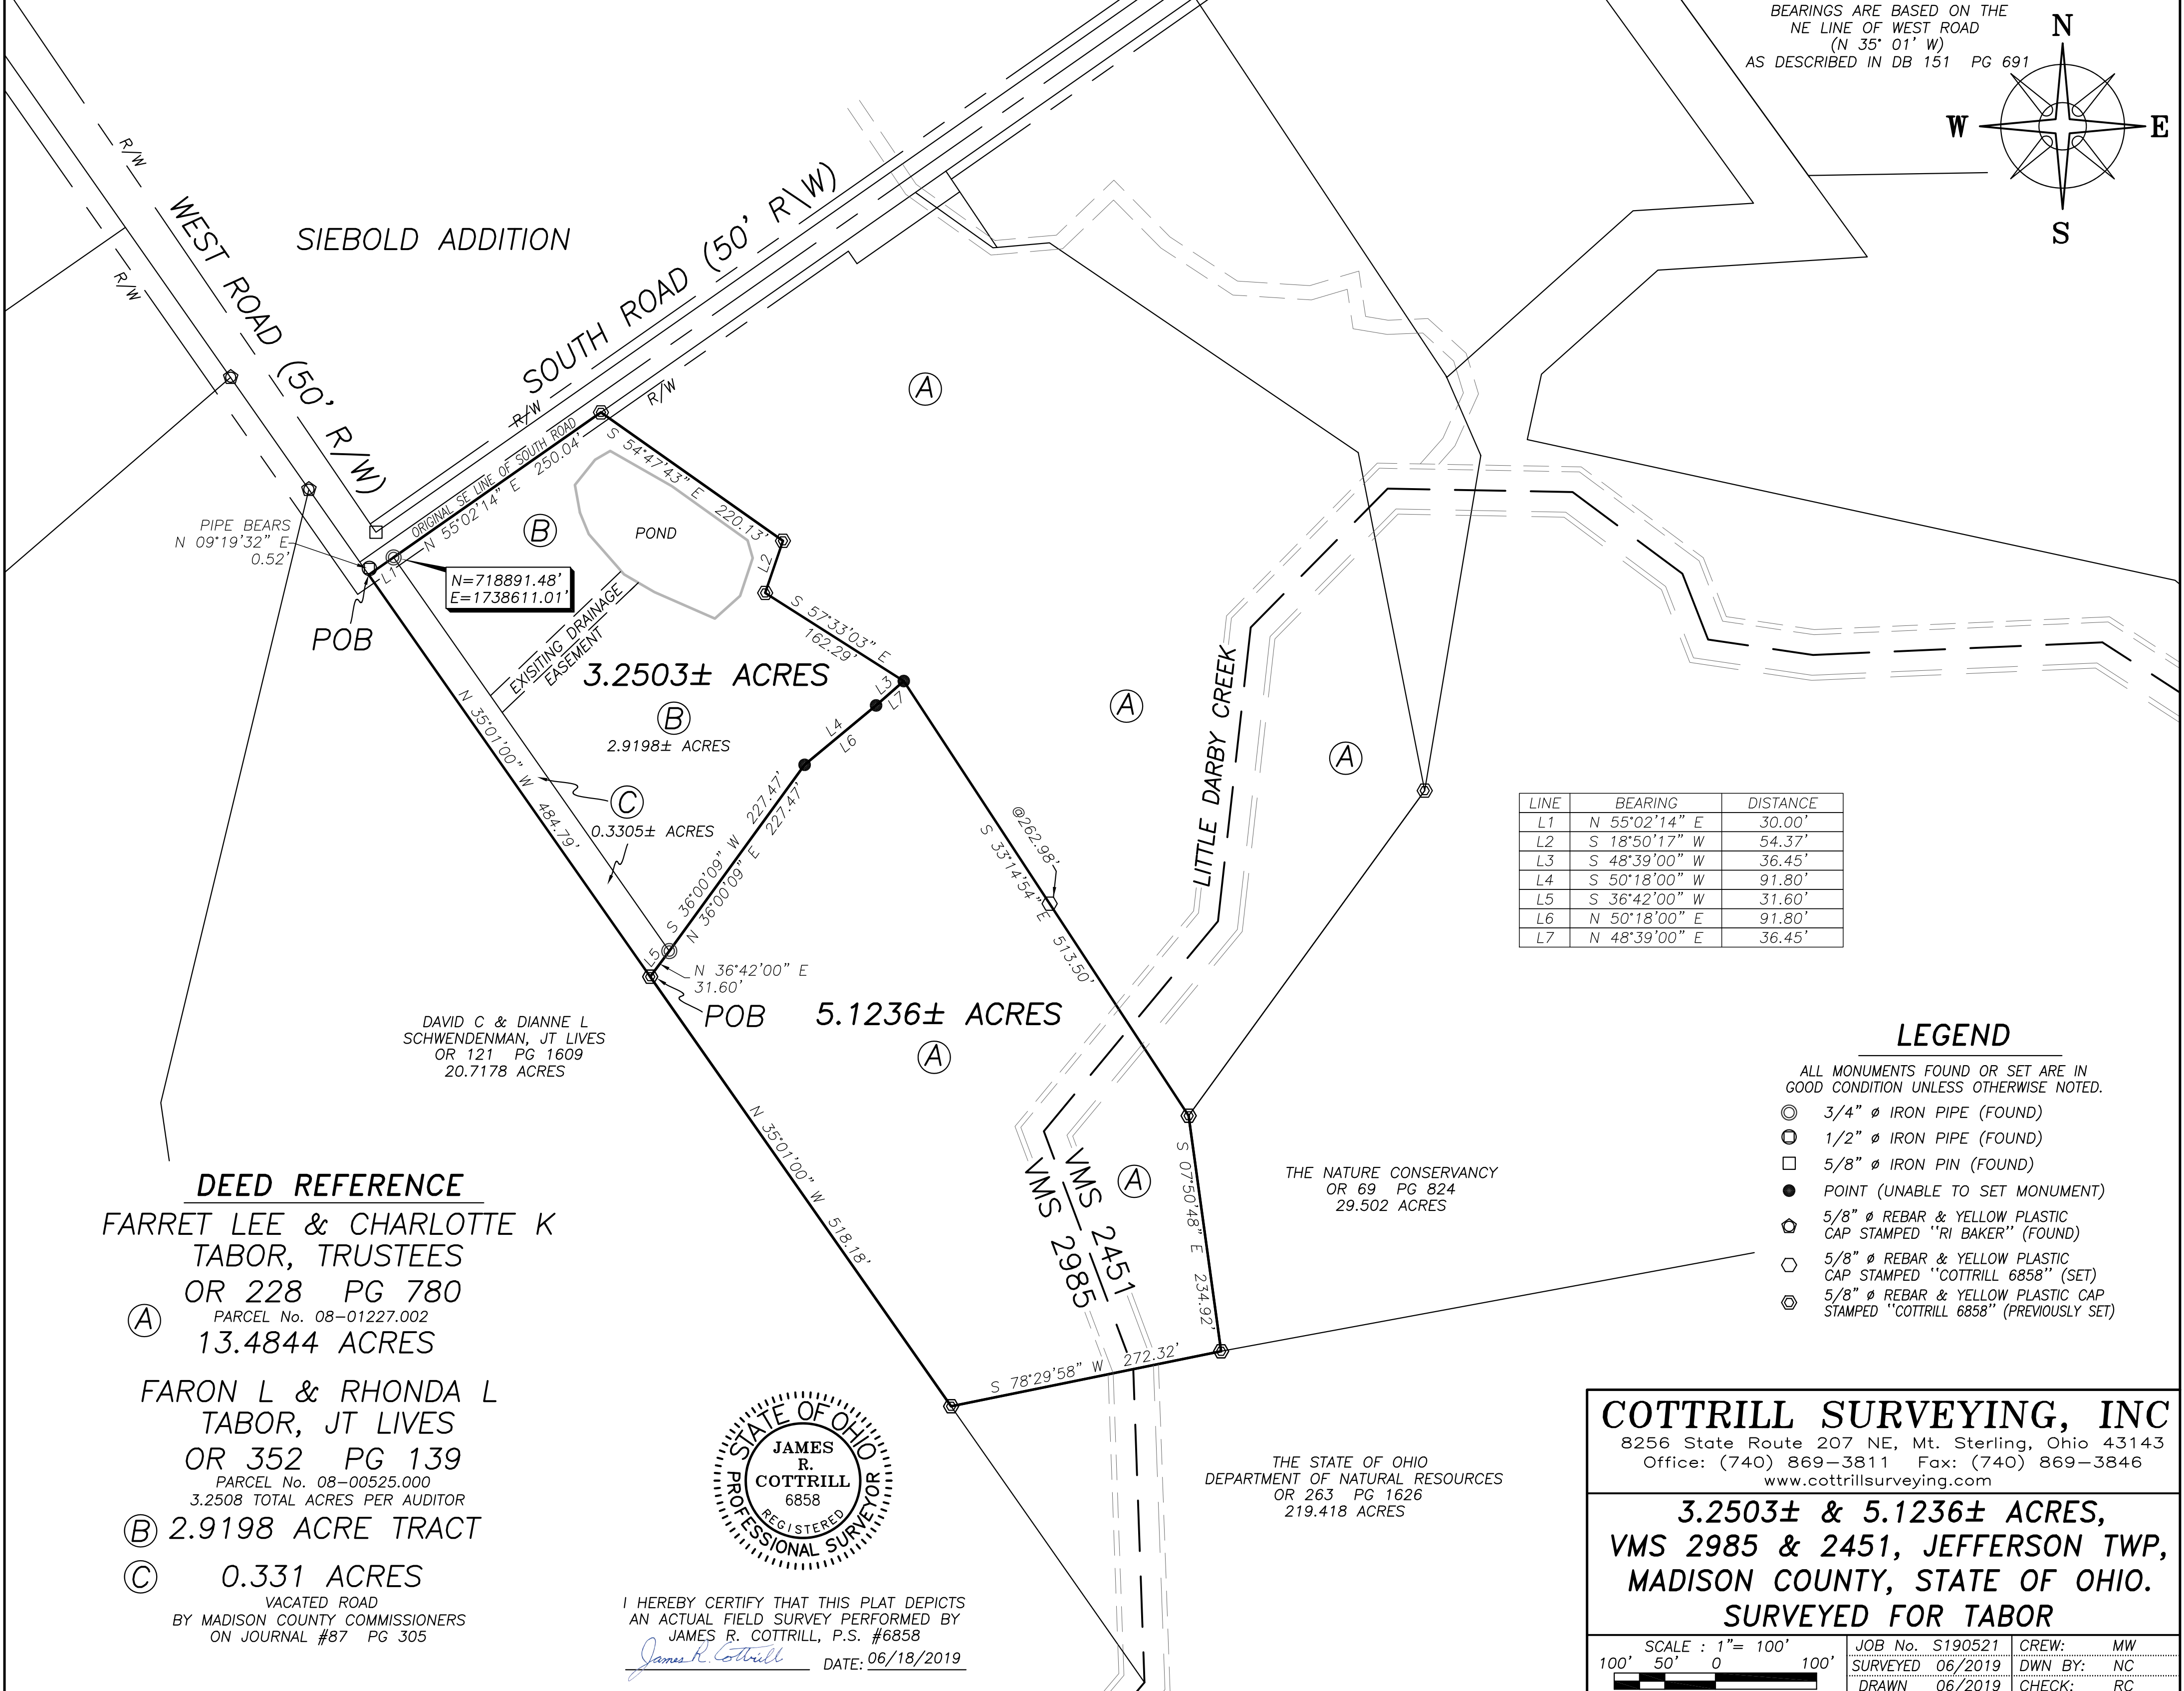 BEARINGS ARE BASED ON THE
NE LINE OF WEST ROAD
(N 35° 01' W)
AS DESCRIBED IN DB 151 PG 691
N
W
E
S
R/W
R/W
WEST ROAD (50' R/W)
SIEBOLD ADDITION
SOUTH ROAD (50' R\W)
R/W
R/W
ORIGINAL SE LINE OF SOUTH ROAD
N 55°02'14" E 250.04'
S 54°47'43" E 220.13'
A
PIPE BEARS
N 09°19'32" E
0.52'
L1
B
POND
L2
N=718891.48'
E=1738611.01'
POB
EXISITING DRAINAGE
EASEMENT
S 57°33'03" E
162.29'
3.2503± ACRES
B
2.9198± ACRES
L3
L7
L4
L6
A
A
N 35°01'00" W 484.79'
C
0.3305± ACRES
S 36°00'09" W 227.47'
N 36°00'09" E 227.47'
@262.98'
S 33°14'54" E 513.50'
LITTLE DARBY CREEK
LINE BEARING DISTANCE
L1 N 55°02'14" E 30.00'
L2 S 18°50'17" W 54.37'
L3 S 48°39'00" W 36.45'
L4 S 50°18'00" W 91.80'
L5 S 36°42'00" W 31.60'
L6 N 50°18'00" E 91.80'
L7 N 48°39'00" E 36.45'
L5
N 36°42'00" E
31.60'
POB
5.1236± ACRES
A
DAVID C & DIANNE L
SCHWENDENMAN, JT LIVES
OR 121 PG 1609
20.7178 ACRES
N 35°01'00" W 518.18'
VMS 2451
VMS 2985
A
S 07°50'48" E 234.92'
S 78°29'58" W 272.32'
THE NATURE CONSERVANCY
OR 69 PG 824
29.502 ACRES
THE STATE OF OHIO
DEPARTMENT OF NATURAL RESOURCES
OR 263 PG 1626
219.418 ACRES
LEGEND
ALL MONUMENTS FOUND OR SET ARE IN
GOOD CONDITION UNLESS OTHERWISE NOTED.
3/4" ø IRON PIPE (FOUND)
1/2" ø IRON PIPE (FOUND)
5/8" ø IRON PIN (FOUND)
POINT (UNABLE TO SET MONUMENT)
5/8" ø REBAR & YELLOW PLASTIC
CAP STAMPED "RI BAKER" (FOUND)
5/8" ø REBAR & YELLOW PLASTIC
CAP STAMPED "COTTRILL 6858" (SET)
5/8" ø REBAR & YELLOW PLASTIC CAP
STAMPED "COTTRILL 6858" (PREVIOUSLY SET)
DEED REFERENCE
FARRET LEE & CHARLOTTE K
TABOR, TRUSTEES
OR 228 PG 780
PARCEL No. 08-01227.002
A 13.4844 ACRES
FARON L & RHONDA L
TABOR, JT LIVES
OR 352 PG 139
PARCEL No. 08-00525.000
3.2508 TOTAL ACRES PER AUDITOR
B 2.9198 ACRE TRACT
C 0.331 ACRES
VACATED ROAD
BY MADISON COUNTY COMMISSIONERS
ON JOURNAL #87 PG 305
STATE OF OHIO
JAMES
R.
COTTRILL
6858
REGISTERED
PROFESSIONAL SURVEYOR
I HEREBY CERTIFY THAT THIS PLAT DEPICTS
AN ACTUAL FIELD SURVEY PERFORMED BY
JAMES R. COTTRILL, P.S. #6858
James R. Cottrill DATE: 06/18/2019
COTTRILL SURVEYING, INC
8256 State Route 207 NE, Mt. Sterling, Ohio 43143
Office: (740) 869-3811 Fax: (740) 869-3846
www.cottrillsurveying.com
3.2503± & 5.1236± ACRES,
VMS 2985 & 2451, JEFFERSON TWP,
MADISON COUNTY, STATE OF OHIO.
SURVEYED FOR TABOR
SCALE : 1"= 100'
100' 50' 0 100'
JOB No. S190521 CREW: MW
SURVEYED 06/2019 DWN BY: NC
DRAWN 06/2019 CHECK: RC